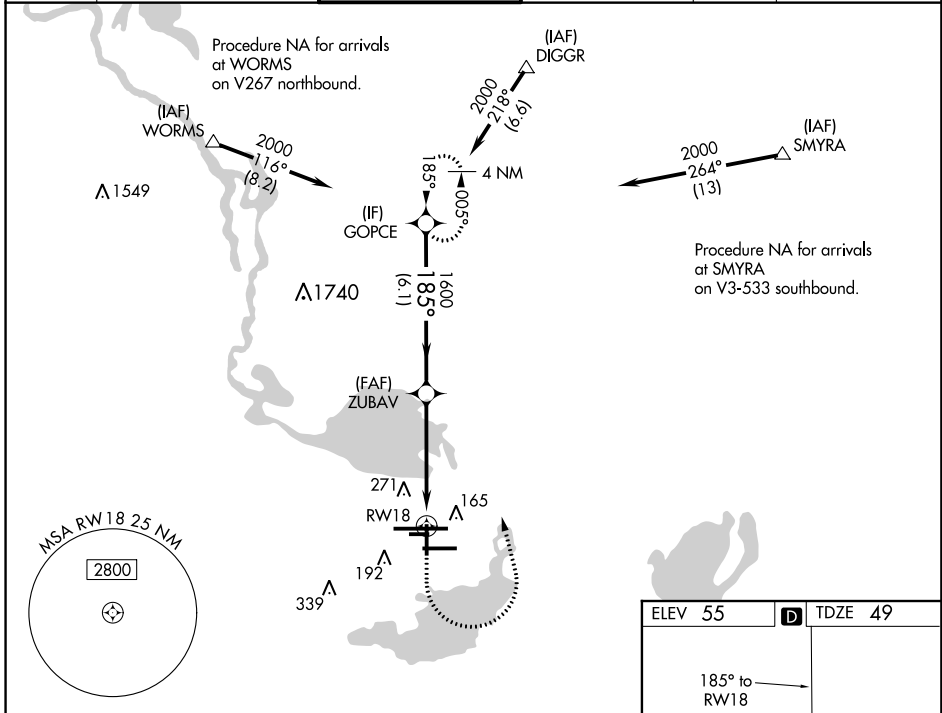 Procedure NA for arrivals
at WORMS
on V267 northbound.
(IAF)
DIGGR
2000
218°
(6.6)
(IAF)
WORMS
2000
116°
(8.2)
(IAF)
SMYRA
2000
264°
(13)
185°
4 NM
005°
1549
(IF)
GOPCE
Procedure NA for arrivals
at SMYRA
on V3-533 southbound.
1740
1600
185°
(6.1)
(FAF)
ZUBAV
271
165
RW18
192
339
MSA RW18 25 NM
2800
ELEV 55 D TDZE 49
185° to
RW18